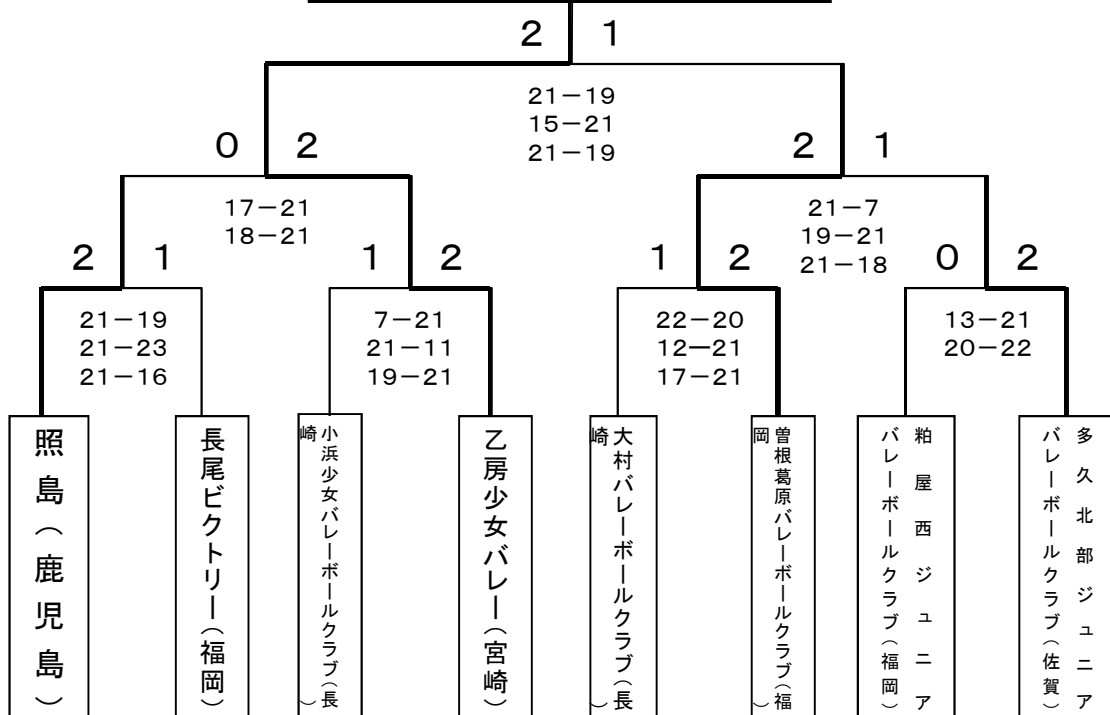 2 1
21－19
15－21
21－19
0 2
2 1
17－21
18－21
21－7
19－21
21－18
2 1
1 2
1 2
0 2
21－19
21－23
21－16
7－21
21－11
19－21
22－20
12－21
17－21
13－21
20－22
照島（鹿児島）
長尾ビクトリー（福岡）
小浜少女バレーボールクラブ（長
崎）
乙房少女バレー（宮崎）
大村バレーボールクラブ（長
崎）
曽根葛原バレーボールクラブ（福
岡）
粕屋西ジュニア
バレーボールクラブ（福岡）
多久北部ジュニア
バレーボールクラブ（佐賀）